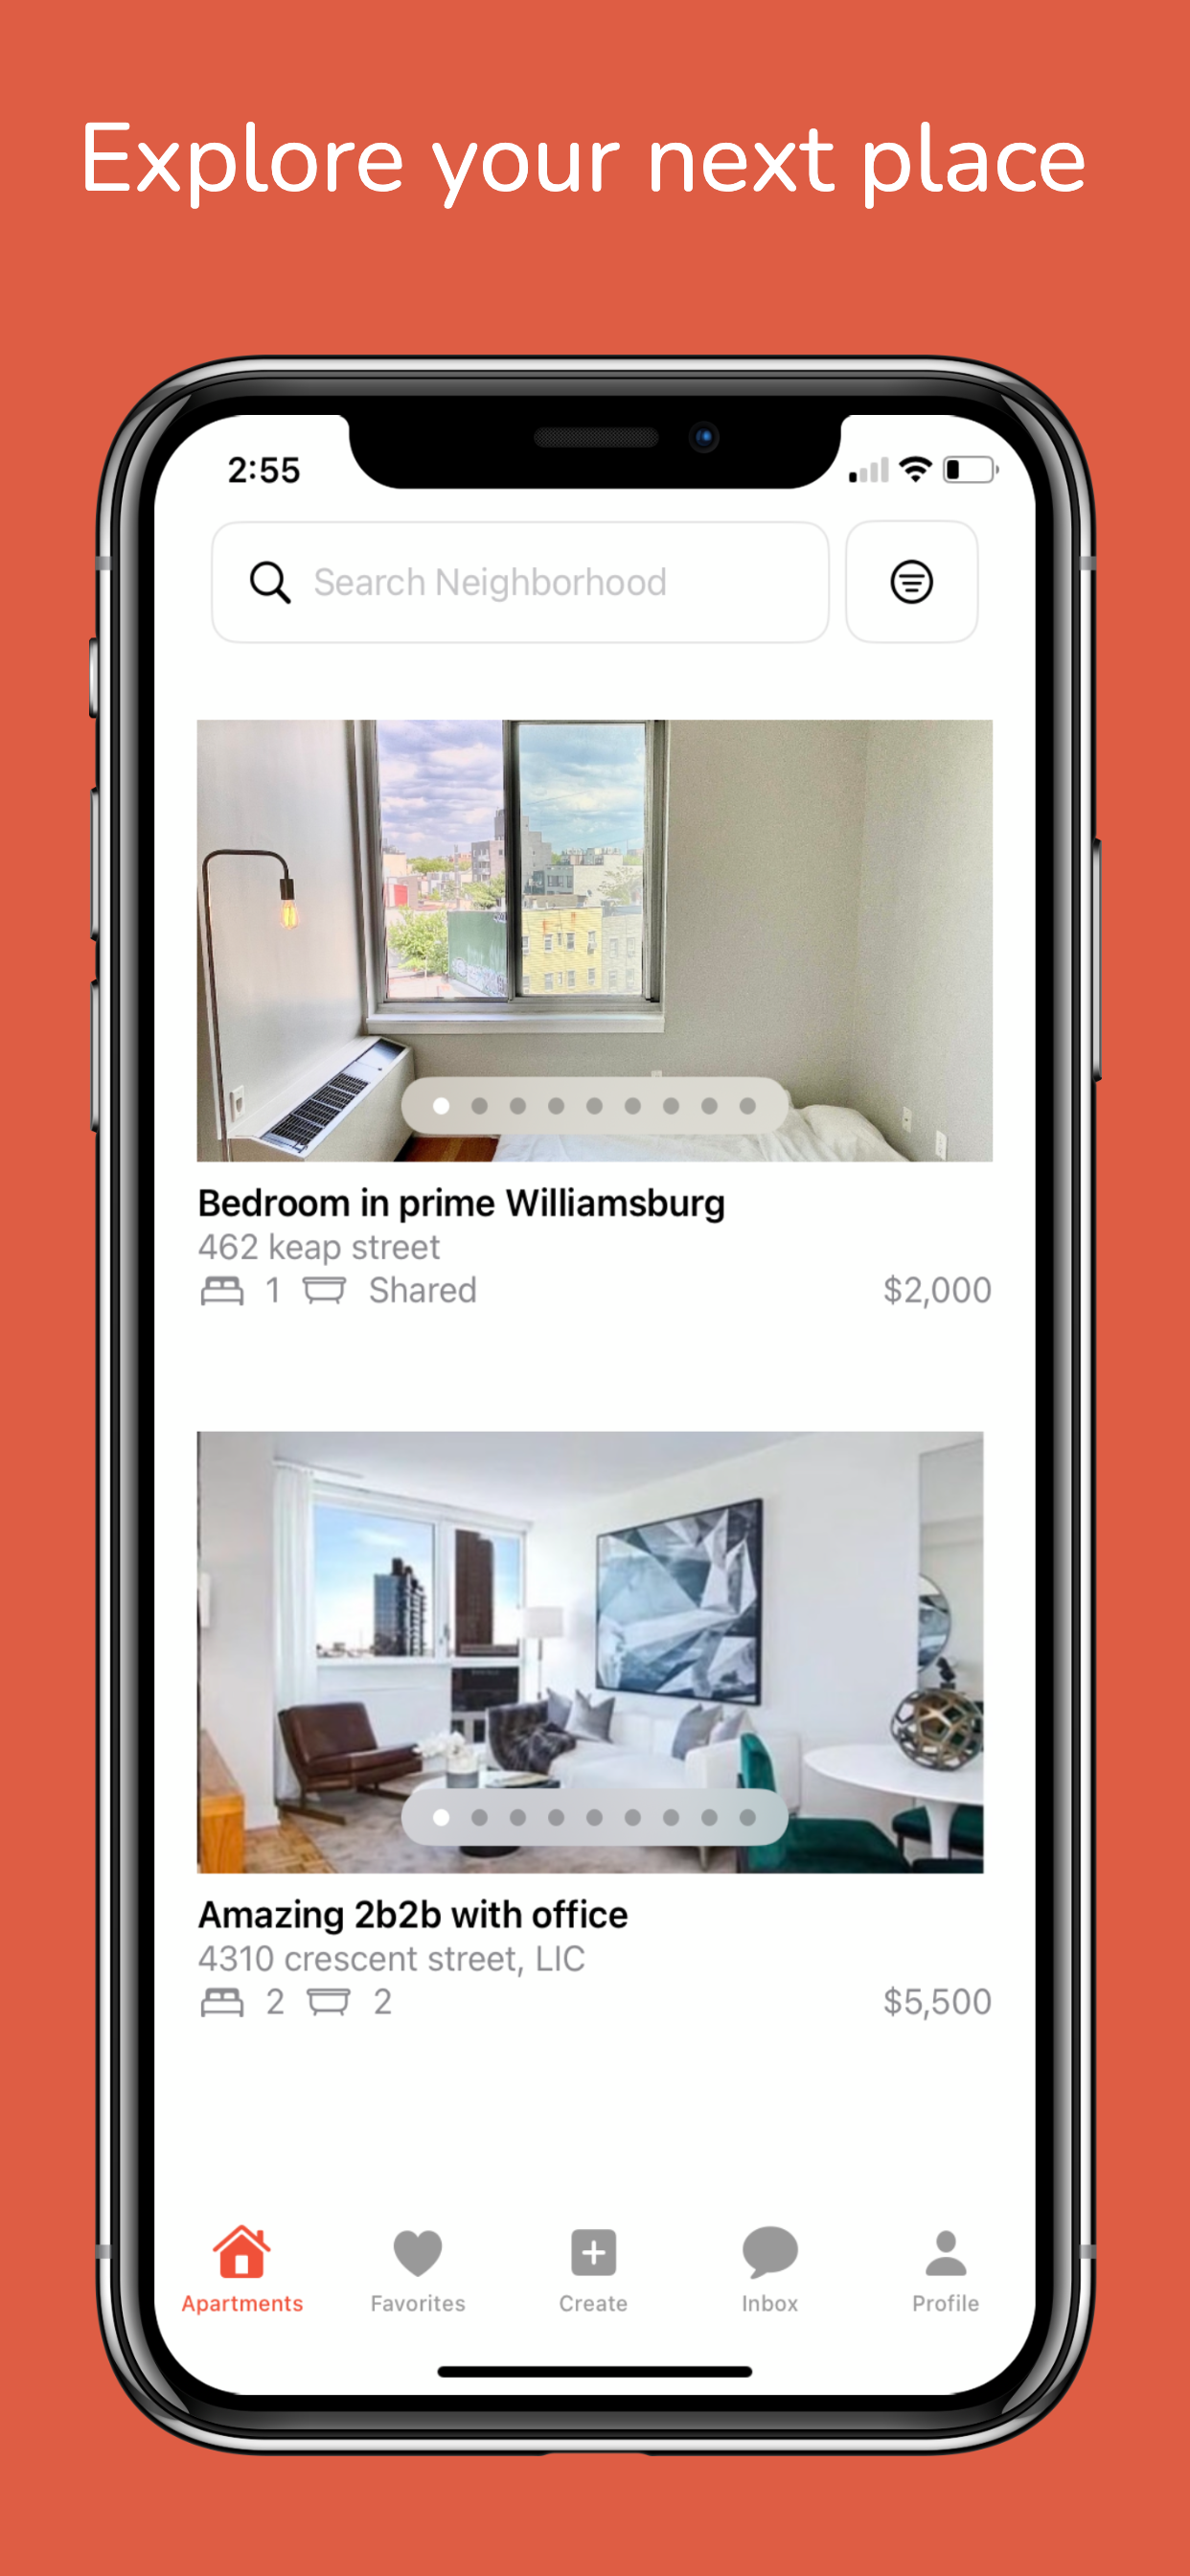 Explore your next place
2:55
Search Neighborhood
Bedroom in prime Williamsburg
462 keap street
1 Shared $2,000
Amazing 2b2b with office
4310 crescent street, LIC
2 2 $5,500
Apartments Favorites Create Inbox Profile